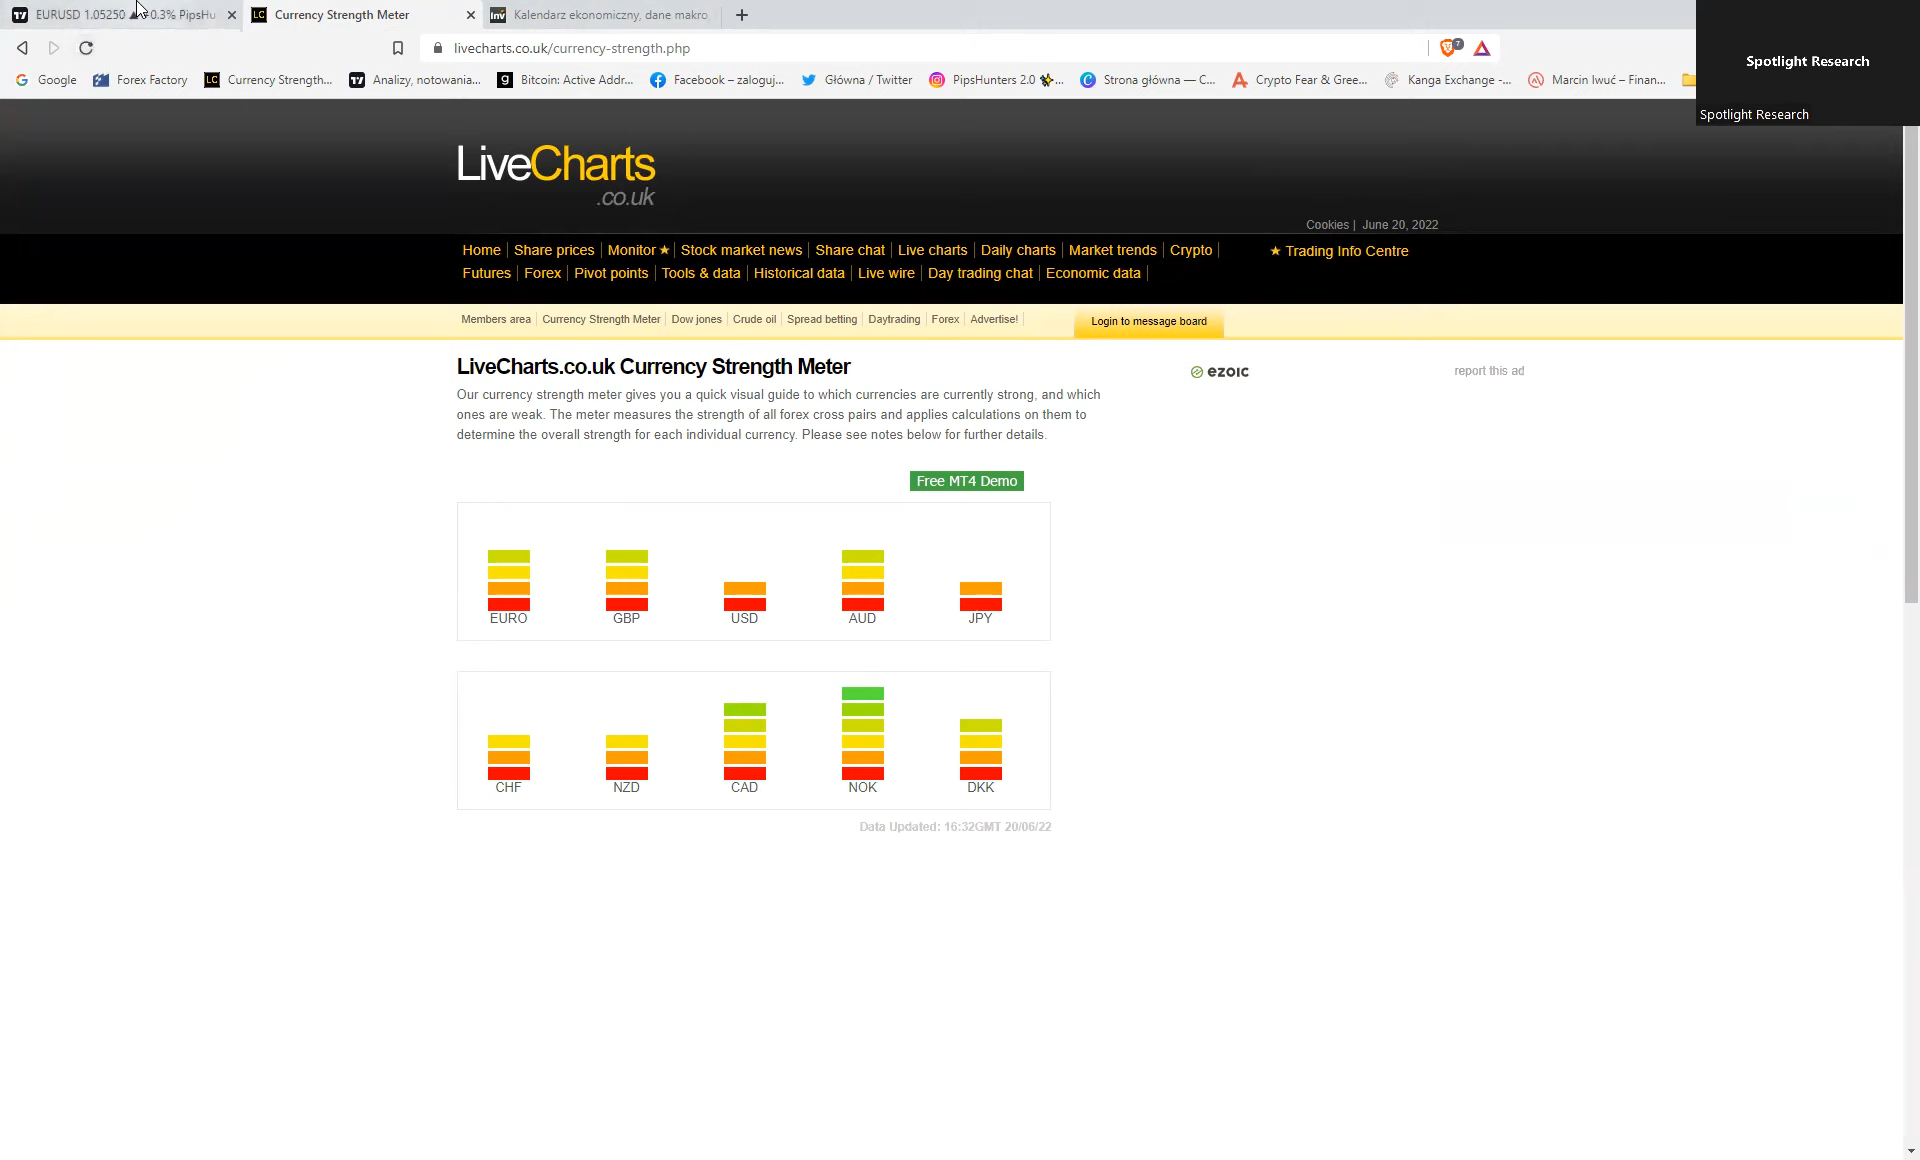 EURUSD 1.05250 ▲ +0.3% PipsHu
Currency Strength Meter
Kalendarz ekonomiczny, dane makro,
livecharts.co.uk/currency-strength.php
7
Google Forex Factory Currency Strength... Analizy, notowania... Bitcoin: Active Addr... Facebook – zaloguj... Główna / Twitter PipsHunters 2.0 ... Strona główna — C... Crypto Fear & Gree... Kanga Exchange -... Marcin Iwuć – Finan...
Spotlight Research
Spotlight Research
LiveCharts
.co.uk
Cookies | June 20, 2022
Home Share prices Monitor ★ Stock market news Share chat Live charts Daily charts Market trends Crypto
★ Trading Info Centre
Futures Forex Pivot points Tools & data Historical data Live wire Day trading chat Economic data
Members area Currency Strength Meter Dow jones Crude oil Spread betting Daytrading Forex Advertise!
Login to message board
LiveCharts.co.uk Currency Strength Meter
Our currency strength meter gives you a quick visual guide to which currencies are currently strong, and which
ones are weak. The meter measures the strength of all forex cross pairs and applies calculations on them to
determine the overall strength for each individual currency. Please see notes below for further details.
ezoic
report this ad
Free MT4 Demo
EURO GBP USD AUD JPY
CHF NZD CAD NOK DKK
Data Updated: 16:32GMT 20/06/22